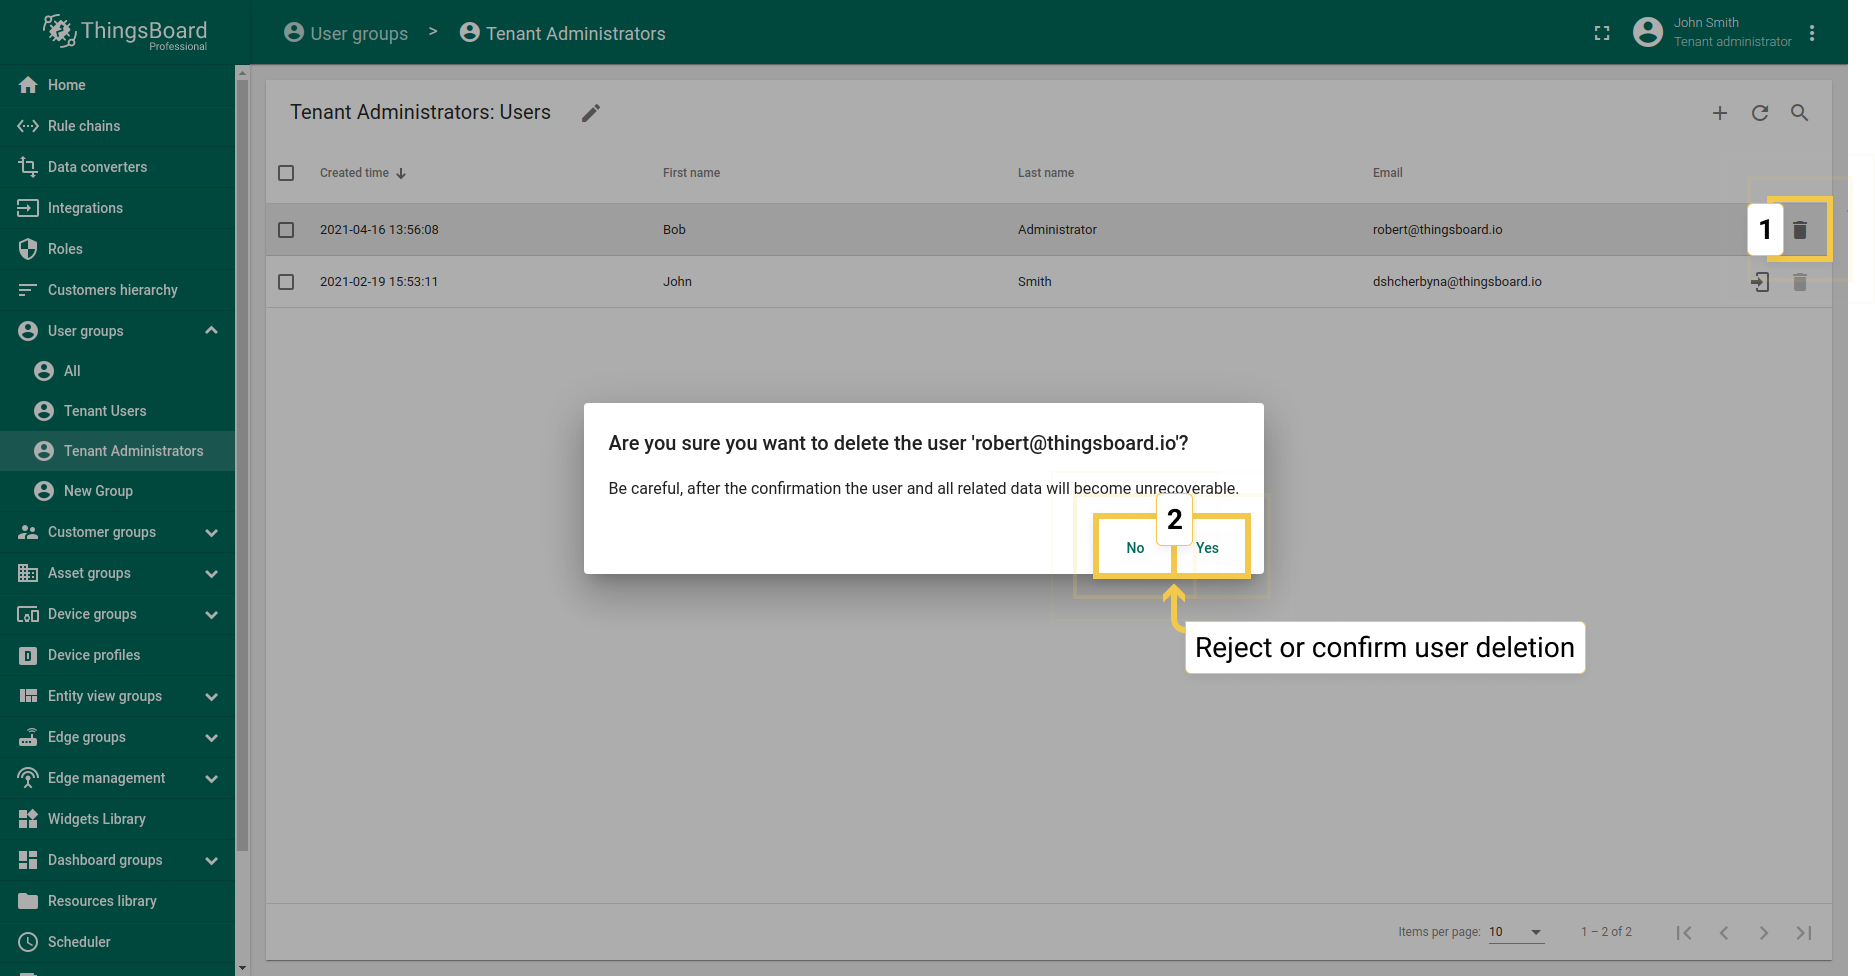 ThingsBoard
Professional
User groups > Tenant Administrators
John Smith
Tenant administrator
Home
Rule chains
Data converters
Integrations
Roles
Customers hierarchy
User groups
All
Tenant Users
Tenant Administrators
New Group
Customer groups
Asset groups
Device groups
Device profiles
Entity view groups
Edge groups
Edge management
Widgets Library
Dashboard groups
Resources library
Scheduler
Tenant Administrators: Users
Created time First name Last name Email
2021-04-16 13:56:08 Bob Administrator robert@thingsboard.io
1
2021-02-19 15:53:11 John Smith dshcherbyna@thingsboard.io
Are you sure you want to delete the user 'robert@thingsboard.io'?
Be careful, after the confirmation the user and all related data will become unrecoverable.
2
No Yes
Reject or confirm user deletion
Items per page: 10 1 – 2 of 2